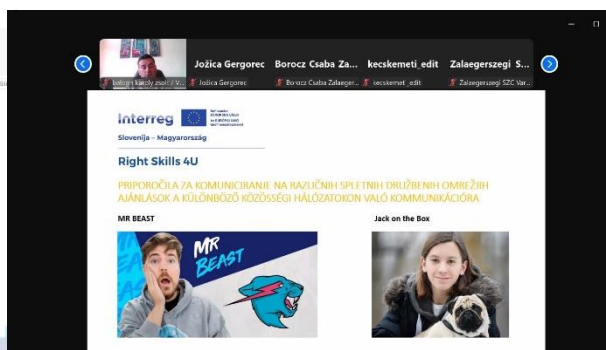 Jožica Gergorec
Borocz Csaba Za...
kecskemeti_edit
Zalaegerszegi S...
Jožica Gergorec
Borocz Csaba Zalaeger...
kecskemeti_edit
Zalaegerszegi SZC Var...
Interreg
Slovenija – Magyarország
Right Skills 4U
PRIPOROČILA ZA KOMUNICIRANJE NA RAZLIČNIH SPLETNIH DRUŽBENIH OMREŽJIH
AJÁNLÁSOK A KÜLÖNBÖZŐ KÖZÖSSÉGI HÁLÓZATOKON VALÓ KOMMUNIKÁCIÓRA
MR BEAST
Jack on the Box
MR
BEAST